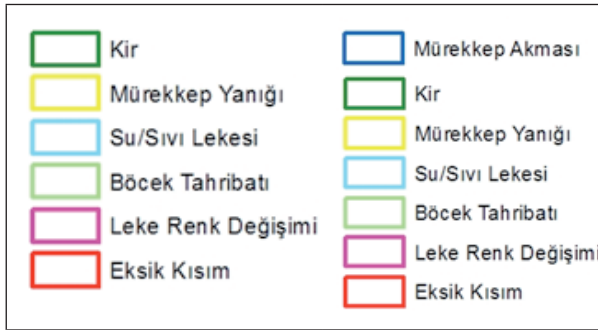 Kir
Mürekkep Yanığı
Su/Sıvı Lekesi
Böcek Tahribatı
Leke Renk Değişimi
Eksik Kısım
Mürekkep Akması
Kir
Mürekkep Yanığı
Su/Sıvı Lekesi
Böcek Tahribatı
Leke Renk Değişimi
Eksik Kısım